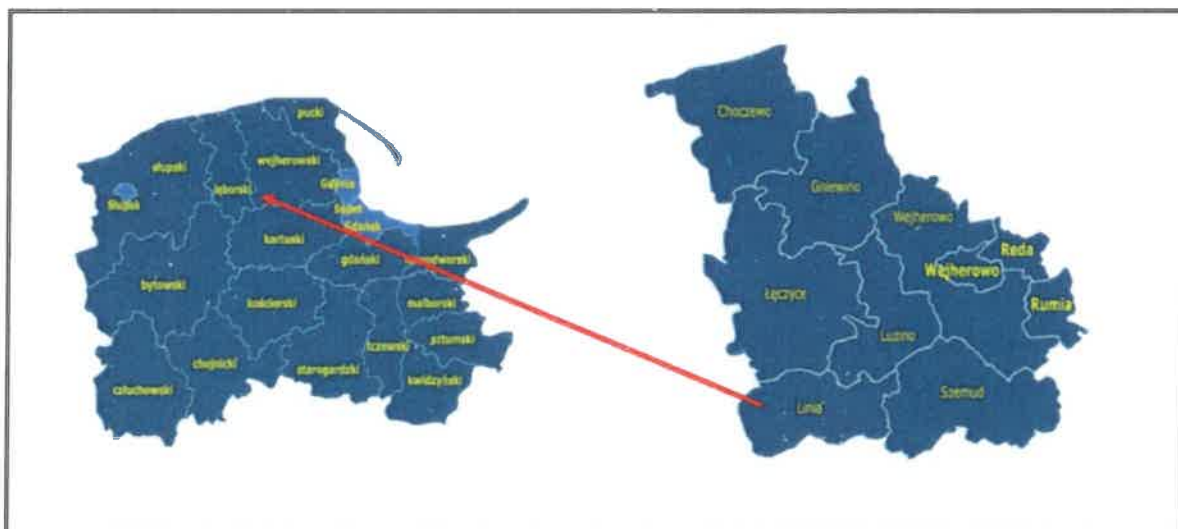 pucki
wejherowski
słupski
lęborski
Gdynia
Słupsk
Sopot
Gdańsk
kartuski
gdański
bytowski
kościerski
malborski
tczewski
sztumski
chojnicki
starogardzki
kwidzyński
człuchowski
Choczewo
Gniewino
Wejherowo
Reda
Wejherowo
Łęczyce
Rumia
Luzino
Linia
Szemud